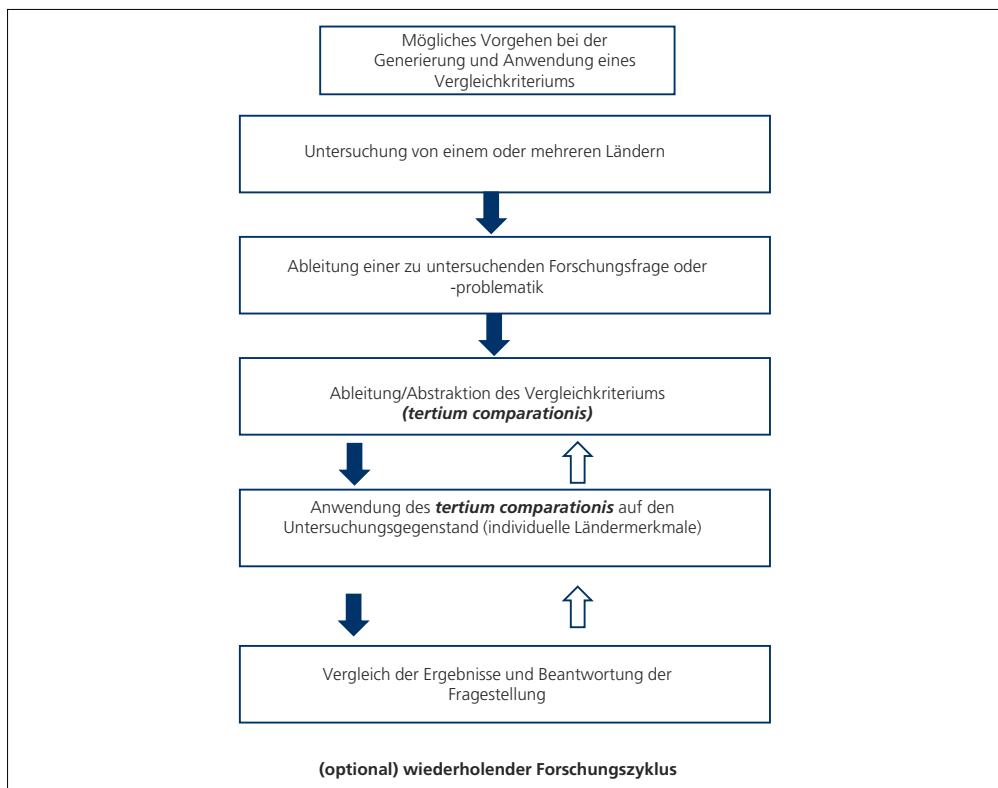 Mögliches Vorgehen bei der
Generierung und Anwendung eines
Vergleichkriteriums
Untersuchung von einem oder mehreren Ländern
Ableitung einer zu untersuchenden Forschungsfrage oder
-problematik
Ableitung/Abstraktion des Vergleichkriteriums
(tertium comparationis)
Anwendung des tertium comparationis auf den
Untersuchungsgegenstand (individuelle Ländermerkmale)
Vergleich der Ergebnisse und Beantwortung der
Fragestellung
(optional) wiederholender Forschungszyklus